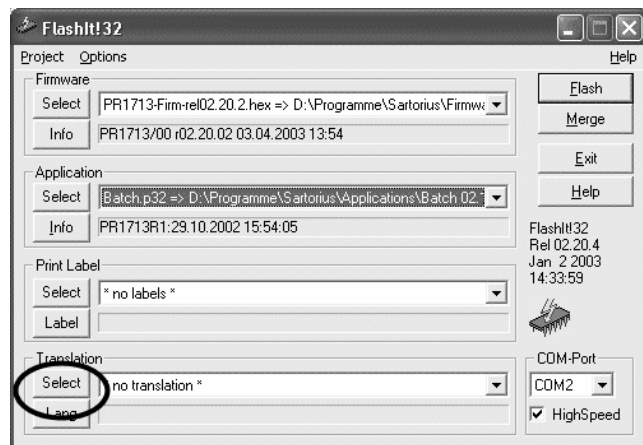 FlashIt!32
Project Options Help
Firmware
Select PR1713-Firm-rel02.20.2.hex => D:\Programme\Sartorius\Firmwa
Info PR1713/00 r02.20.02 03.04.2003 13:54
Application
Select Batch.p32 => D:\Programme\Sartorius\Applications\Batch 02.
Info PR1713R1:29.10.2002 15:54:05
Print Label
Select * no labels *
Label
Translation
Select no translation *
Lang
Flash
Merge
Exit
Help
FlashIt!32
Rel 02.20.4
Jan 2 2003
14:33:59
COM-Port
COM2
HighSpeed